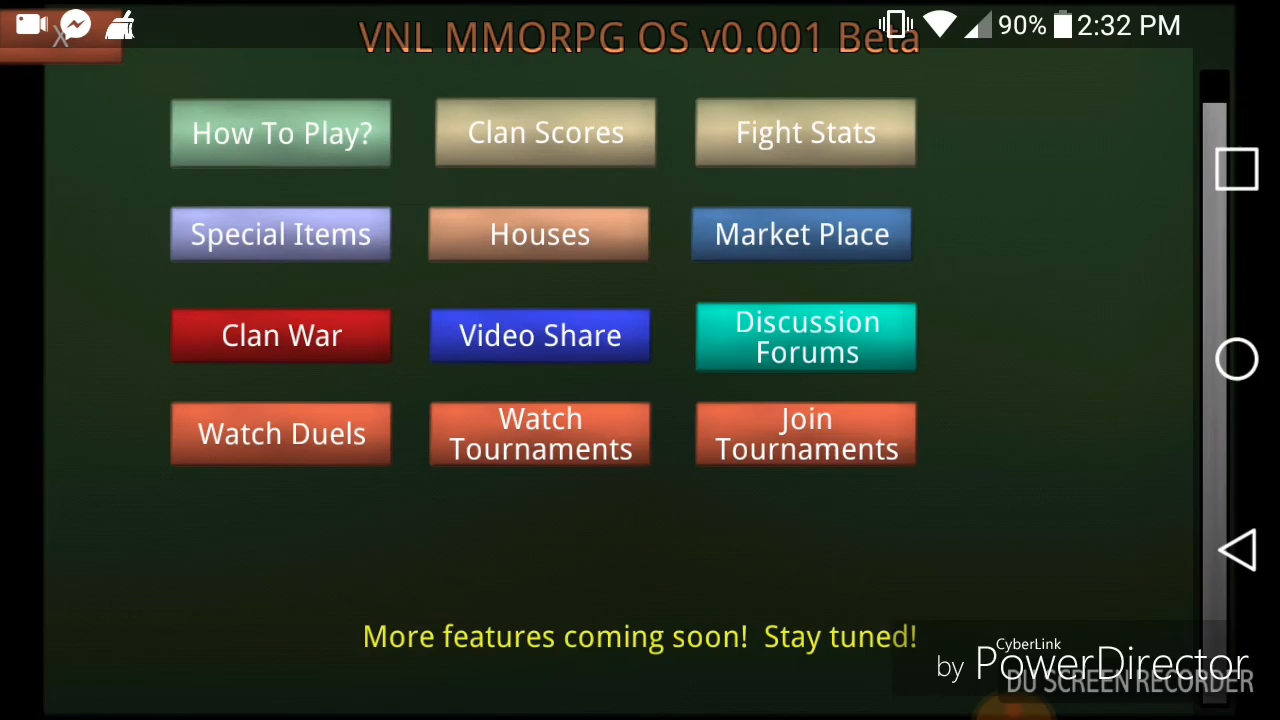 90% 2:32 PM
X
VNL MMORPG OS v0.001 Beta
How To Play?
Clan Scores
Fight Stats
Special Items
Houses
Market Place
Clan War
Video Share
Discussion
Forums
Watch Duels
Watch
Tournaments
Join
Tournaments
More features coming soon! Stay tuned!
CyberLink
by PowerDirector
DU SCREEN RECORDER